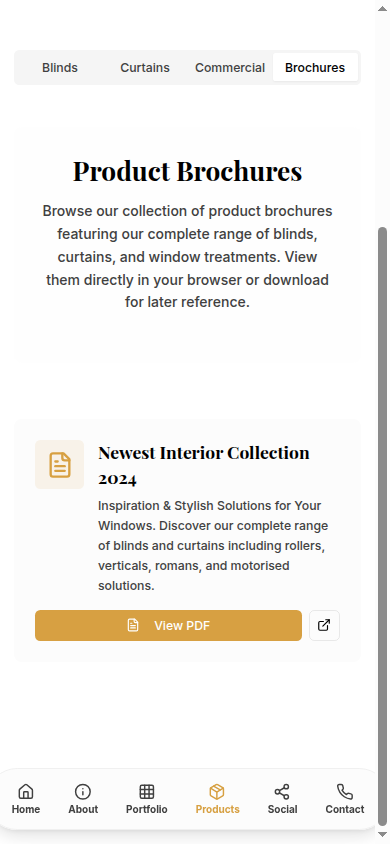 Blinds Curtains Commercial Brochures
Product Brochures
Browse our collection of product brochures
featuring our complete range of blinds,
curtains, and window treatments. View
them directly in your browser or download
for later reference.
Newest Interior Collection
2024
Inspiration & Stylish Solutions for Your
Windows. Discover our complete range
of blinds and curtains including rollers,
verticals, romans, and motorised
solutions.
View PDF
Home About Portfolio Products Social Contact